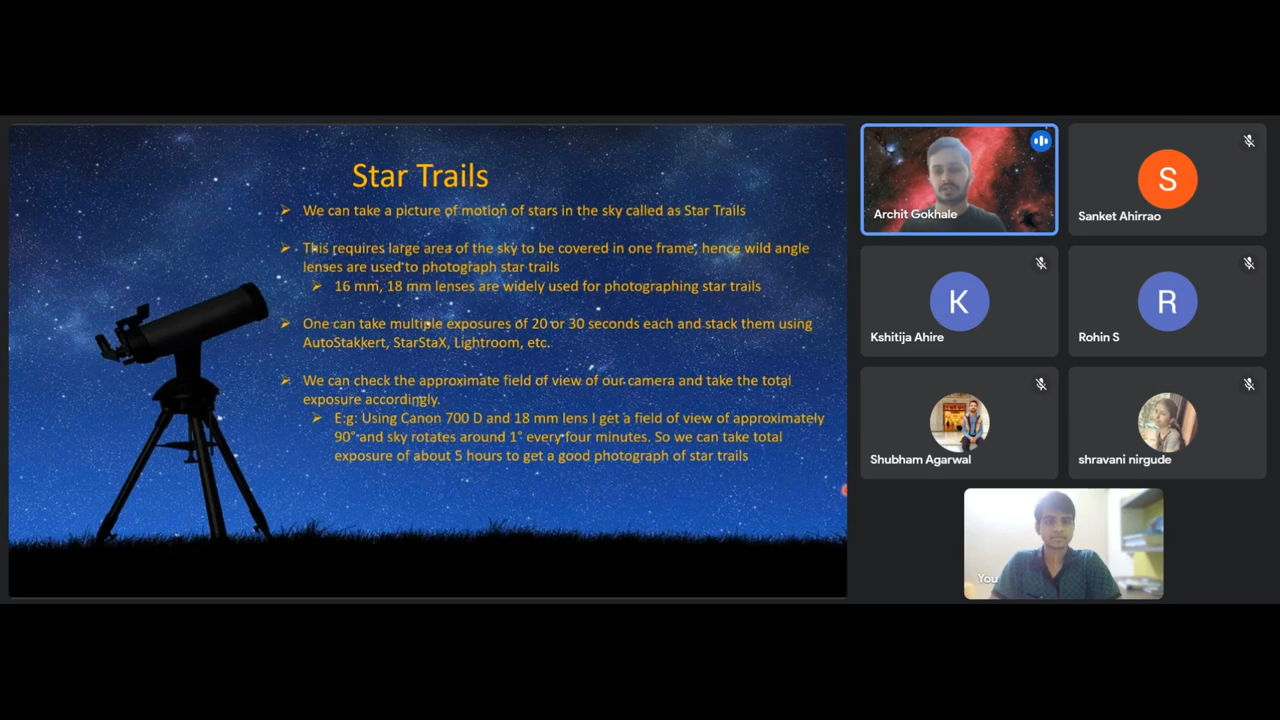 Star Trails
We can take a picture of motion of stars in the sky called as Star Trails
This requires large area of the sky to be covered in one frame, hence wild angle
lenses are used to photograph star trails
16 mm, 18 mm lenses are widely used for photographing star trails
One can take multiple exposures of 20 or 30 seconds each and stack them using
AutoStakkert, StarStaX, Lightroom, etc.
We can check the approximate field of view of our camera and take the total
exposure accordingly.
E.g: Using Canon 700 D and 18 mm lens I get a field of view of approximately
90° and sky rotates around 1° every four minutes. So we can take total
exposure of about 5 hours to get a good photograph of star trails
Archit Gokhale
S
Sanket Ahirrao
K
Kshitija Ahire
R
Rohin S
Shubham Agarwal
shravani nirgude
You